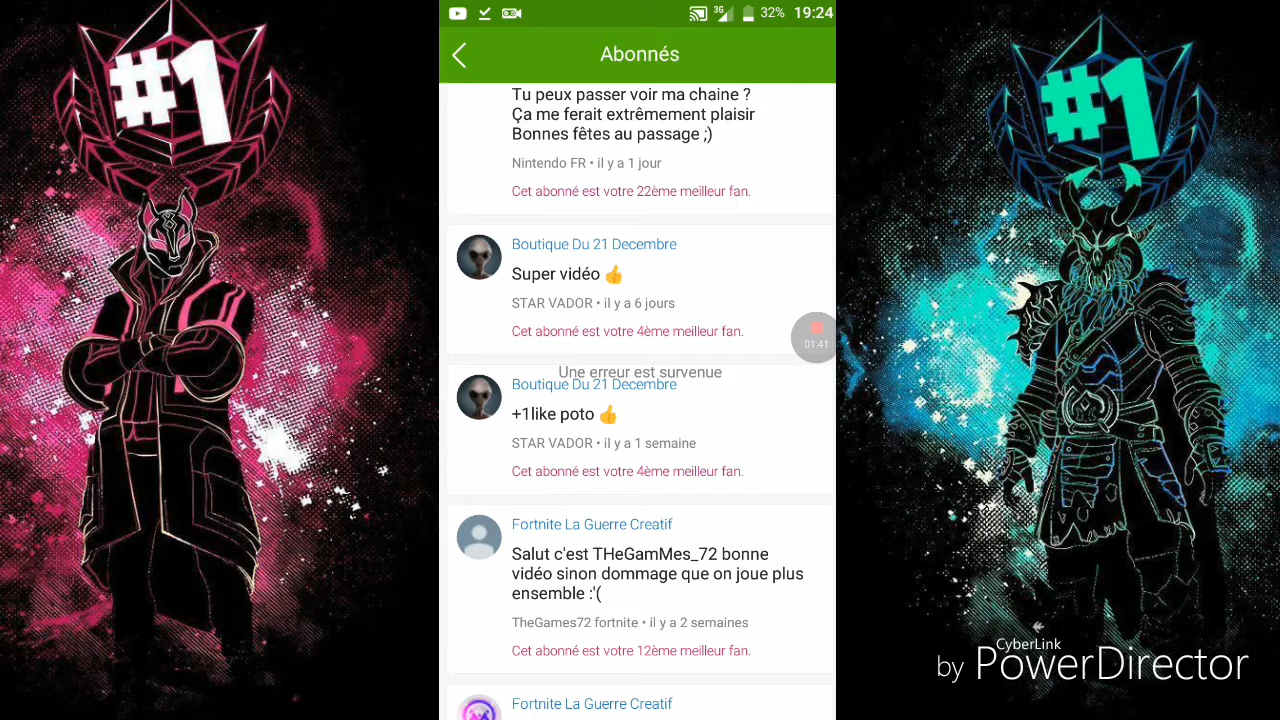 #1
3G 32% 19:24
Abonnés
Tu peux passer voir ma chaine ?
Ça me ferait extrêmement plaisir
Bonnes fêtes au passage ;)
Nintendo FR • il y a 1 jour
Cet abonné est votre 22ème meilleur fan.
Boutique Du 21 Decembre
Super vidéo 👍
STAR VADOR • il y a 6 jours
Cet abonné est votre 4ème meilleur fan.
01:41
Une erreur est survenue
Boutique Du 21 Decembre
+1like poto 👍
STAR VADOR • il y a 1 semaine
Cet abonné est votre 4ème meilleur fan.
Fortnite La Guerre Creatif
Salut c'est THeGamMes_72 bonne
vidéo sinon dommage que on joue plus
ensemble :'(
TheGames72 fortnite • il y a 2 semaines
Cet abonné est votre 12ème meilleur fan.
Fortnite La Guerre Creatif
#1
by CyberLink
PowerDirector